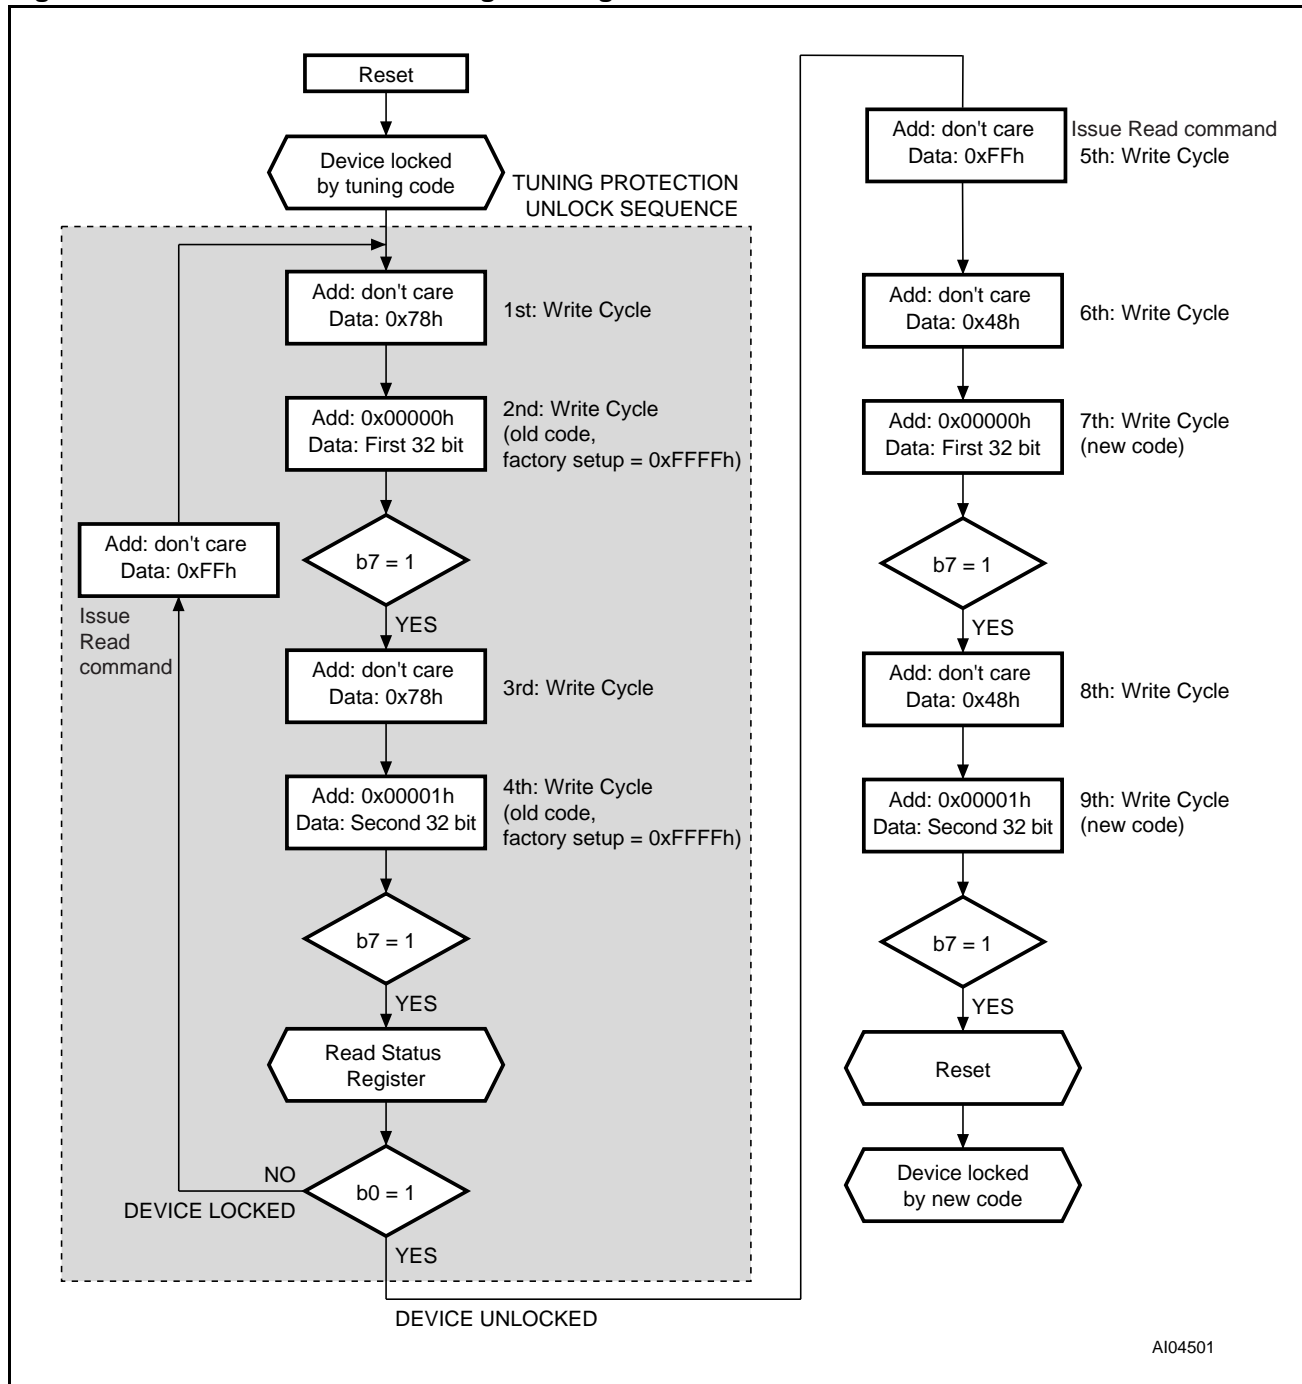 Reset
Device locked
by tuning code
TUNING PROTECTION
UNLOCK SEQUENCE
Add: don't care
Data: 0x78h
1st: Write Cycle
Add: 0x00000h
Data: First 32 bit
2nd: Write Cycle
(old code,
factory setup = 0xFFFFh)
b7 = 1
YES
Add: don't care
Data: 0xFFh
Issue
Read
command
Add: don't care
Data: 0x78h
3rd: Write Cycle
Add: 0x00001h
Data: Second 32 bit
4th: Write Cycle
(old code,
factory setup = 0xFFFFh)
b7 = 1
YES
Read Status
Register
b0 = 1
NO
DEVICE LOCKED
YES
DEVICE UNLOCKED
Add: don't care
Data: 0xFFh
Issue Read command
5th: Write Cycle
Add: don't care
Data: 0x48h
6th: Write Cycle
Add: 0x00000h
Data: First 32 bit
7th: Write Cycle
(new code)
b7 = 1
YES
Add: don't care
Data: 0x48h
8th: Write Cycle
Add: 0x00001h
Data: Second 32 bit
9th: Write Cycle
(new code)
b7 = 1
YES
Reset
Device locked
by new code
AI04501